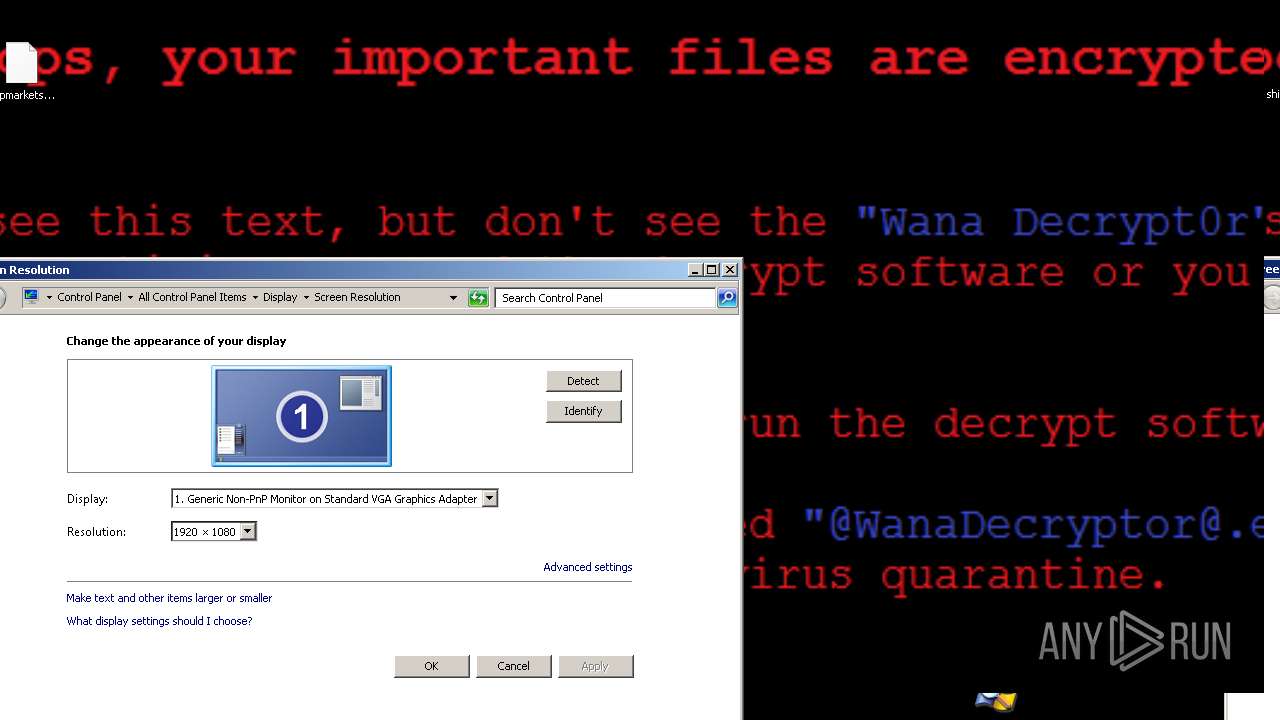 ps, your important files are encrypted
pmarkets...
shi
see this text, but don't see the "Wana Decrypt0r"
n Resolution
ypt software or you
ree
Control Panel All Control Panel Items Display Screen Resolution
Search Control Panel
Change the appearance of your display
1
Detect
Identify
run the decrypt softw
Display: 1. Generic Non-PnP Monitor on Standard VGA Graphics Adapter
Resolution: 1920 × 1080
ed "@WanaDecryptor@.e
Advanced settings
virus quarantine.
Make text and other items larger or smaller
What display settings should I choose?
ANY RUN
OK Cancel Apply